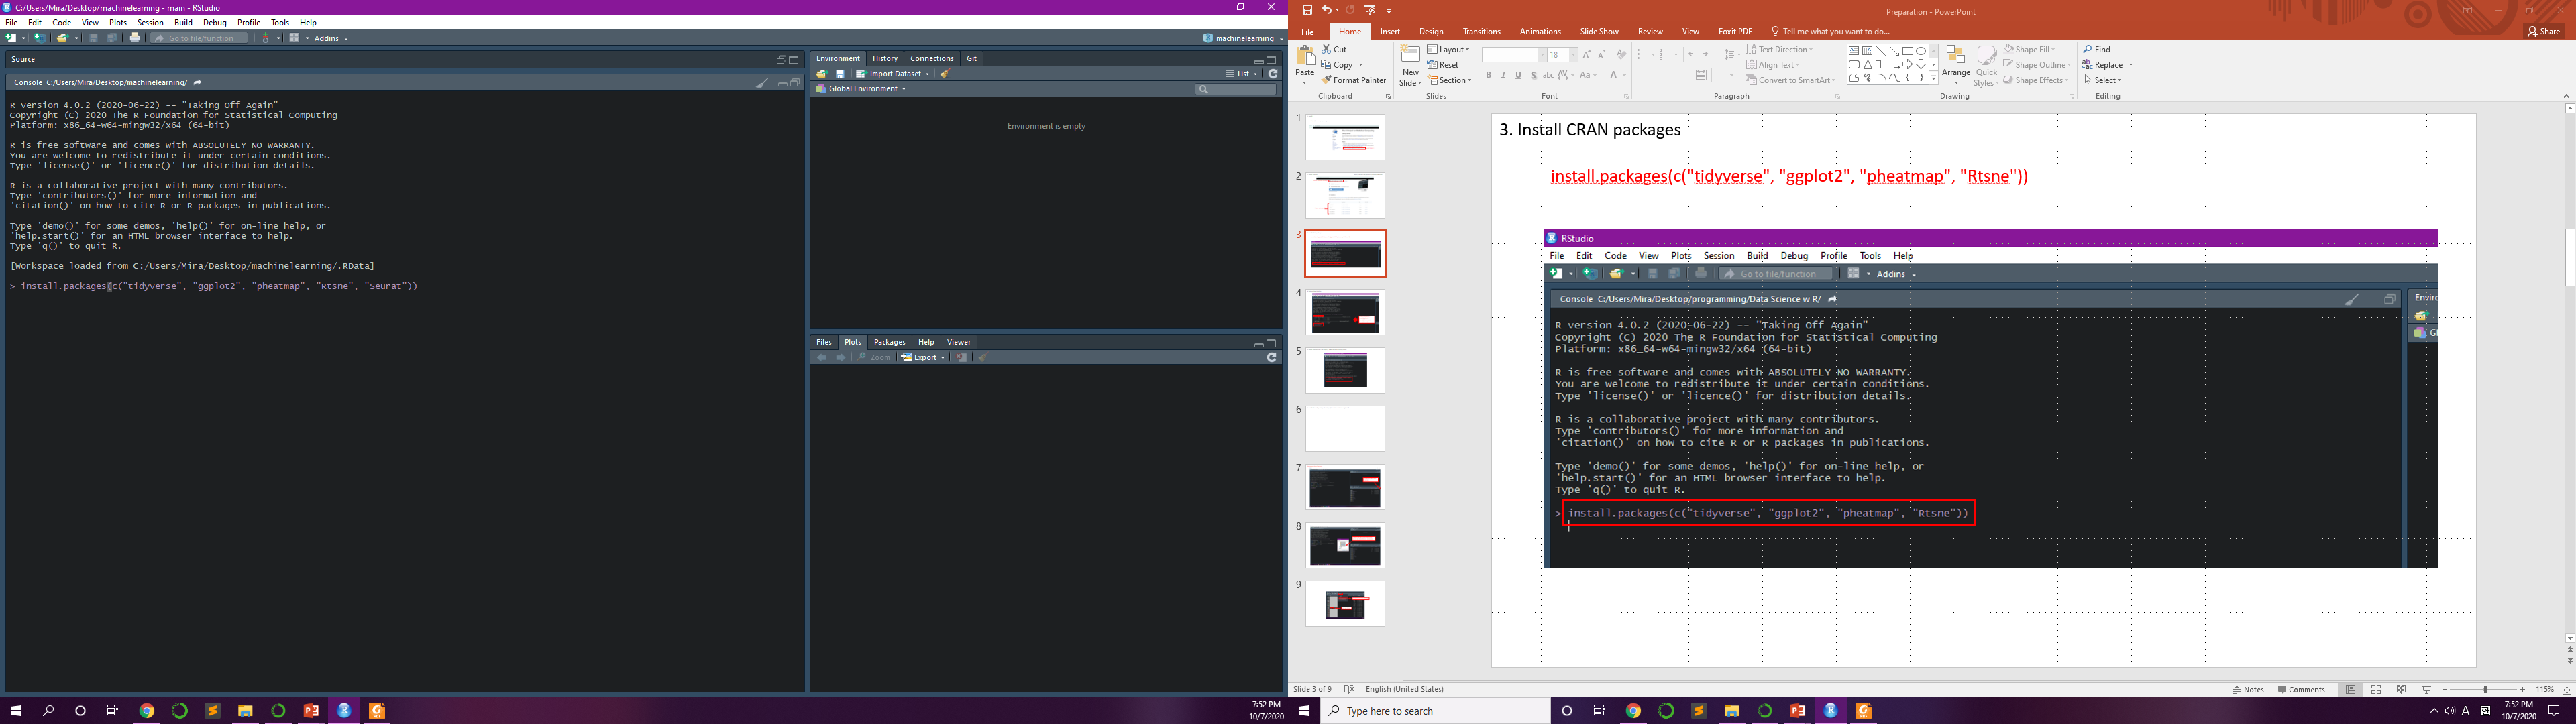 C:/Users/Mira/Desktop/machinelearning - main - RStudio
File Edit Code View Plots Session Build Debug Profile Tools Help
Go to file/function Addins machinelearning
Source
Console C:/Users/Mira/Desktop/machinelearning/
R version 4.0.2 (2020-06-22) -- "Taking Off Again"
Copyright (C) 2020 The R Foundation for Statistical Computing
Platform: x86_64-w64-mingw32/x64 (64-bit)
R is free software and comes with ABSOLUTELY NO WARRANTY.
You are welcome to redistribute it under certain conditions.
Type 'license()' or 'licence()' for distribution details.
R is a collaborative project with many contributors.
Type 'contributors()' for more information and
'citation()' on how to cite R or R packages in publications.
Type 'demo()' for some demos, 'help()' for on-line help, or
'help.start()' for an HTML browser interface to help.
Type 'q()' to quit R.
[Workspace loaded from C:/Users/Mira/Desktop/machinelearning/.RData]
> install.packages(c("tidyverse", "ggplot2", "pheatmap", "Rtsne", "Seurat"))
Environment History Connections Git
Import Dataset List
Global Environment
Environment is empty
Files Plots Packages Help Viewer
Zoom Export
7:52 PM
10/7/2020
Preparation - PowerPoint
File Home Insert Design Transitions Animations Slide Show Review View Foxit PDF Tell me what you want to do... Share
Paste
Cut
Copy
Format Painter
Clipboard
New Slide
Layout
Reset
Section
Slides
18
B I U S abc AV Aa A
Font
Text Direction
Align Text
Convert to SmartArt
Paragraph
Arrange
Quick Styles
Shape Fill
Shape Outline
Shape Effects
Drawing
Find
Replace
Select
Editing
1
2
3
4
5
6
7
8
9
3. Install CRAN packages
install.packages(c("tidyverse", "ggplot2", "pheatmap", "Rtsne"))
RStudio
File Edit Code View Plots Session Build Debug Profile Tools Help
Go to file/function Addins
Console C:/Users/Mira/Desktop/programming/Data Science w R/
Enviro
Gl
R version 4.0.2 (2020-06-22) -- "Taking Off Again"
Copyright (C) 2020 The R Foundation for Statistical Computing
Platform: x86_64-w64-mingw32/x64 (64-bit)
R is free software and comes with ABSOLUTELY NO WARRANTY.
You are welcome to redistribute it under certain conditions.
Type 'license()' or 'licence()' for distribution details.
R is a collaborative project with many contributors.
Type 'contributors()' for more information and
'citation()' on how to cite R or R packages in publications.
Type 'demo()' for some demos, 'help()' for on-line help, or
'help.start()' for an HTML browser interface to help.
Type 'q()' to quit R.
> install.packages(c("tidyverse", "ggplot2", "pheatmap", "Rtsne"))
Slide 3 of 9 English (United States) Notes Comments 115%
Type here to search
7:52 PM
10/7/2020